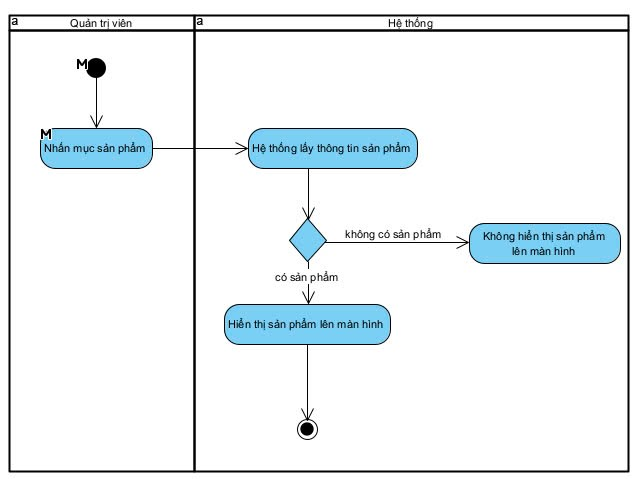 a
Quản trị viên
a
Hệ thống
M
M
Nhấn mục sản phẩm
Hệ thống lấy thông tin sản phẩm
không có sản phẩm
Không hiển thị sản phẩm
lên màn hình
có sản phẩm
Hiển thị sản phẩm lên màn hình